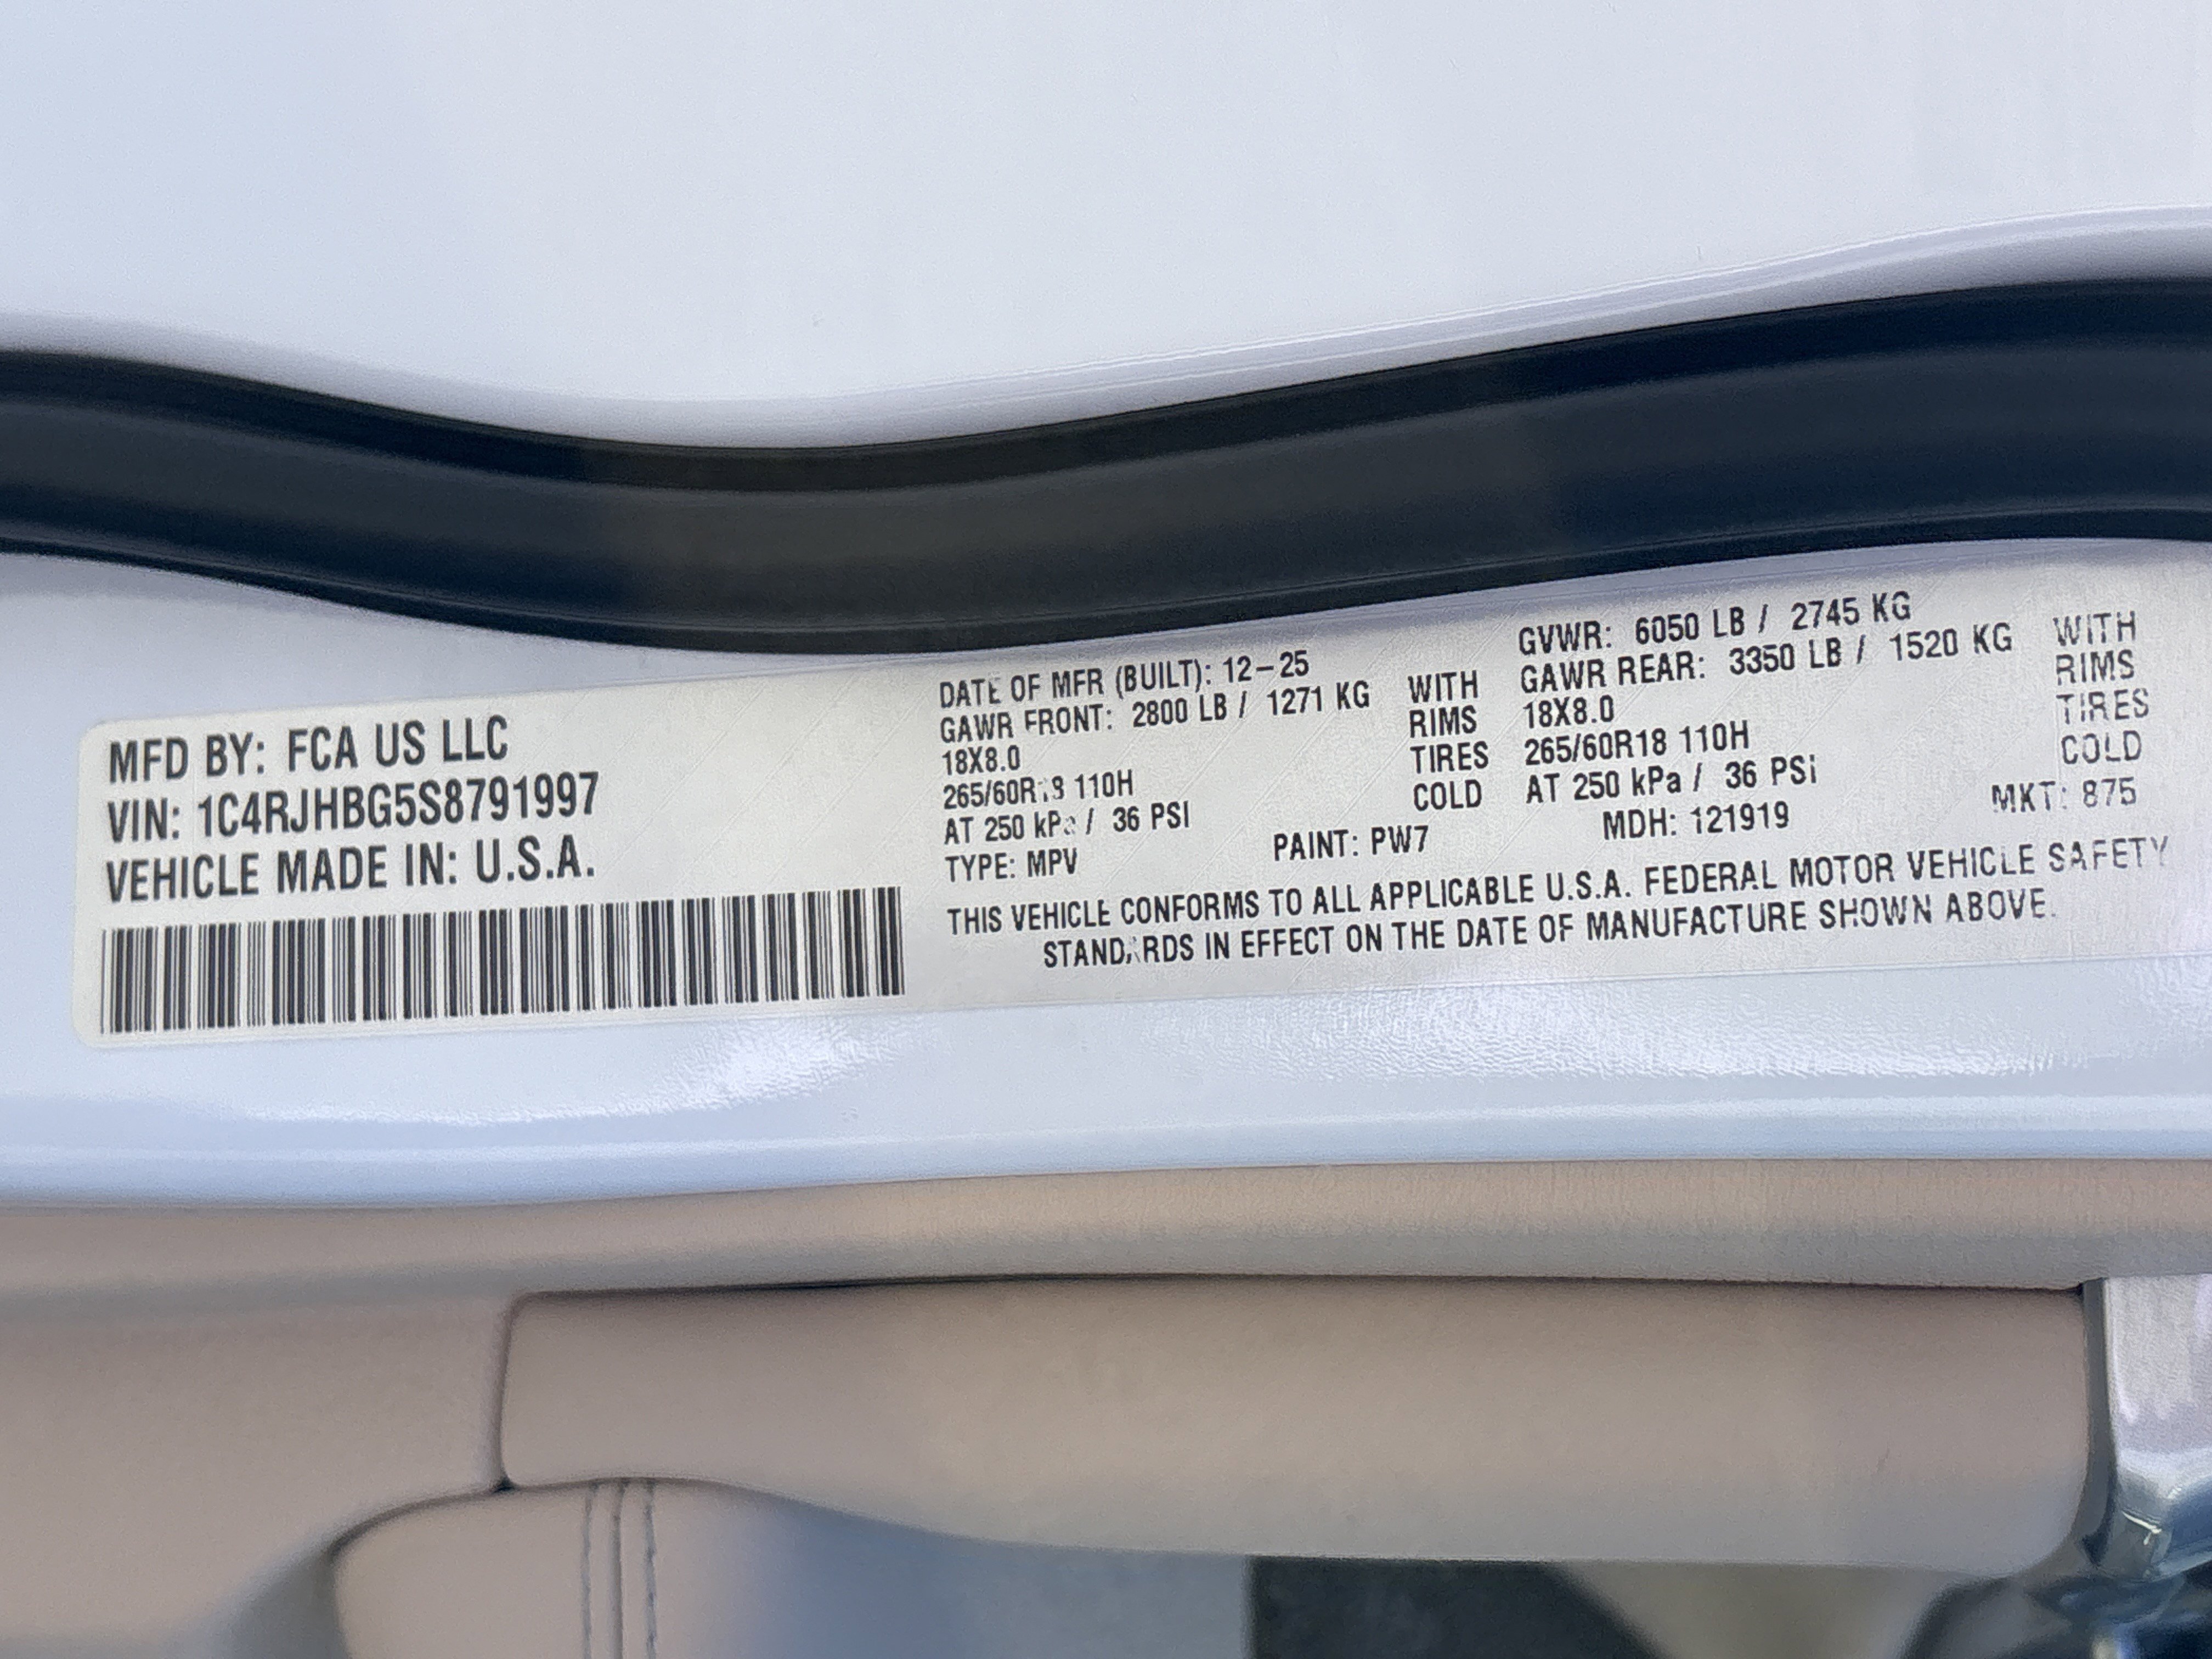 MFD BY: FCA US LLC
VIN: 1C4RJHBG5S8791997
VEHICLE MADE IN: U.S.A.
DATE OF MFR (BUILT): 12-25
GVWR: 6050 LB / 2745 KG
GAWR FRONT: 2800 LB / 1271 KG WITH
18X8.0 RIMS
265/60R18 110H TIRES
AT 250 kPa / 36 PSI COLD
GAWR REAR: 3350 LB / 1520 KG WITH
18X8.0 RIMS
265/60R18 110H TIRES
AT 250 kPa / 36 PSI COLD
TYPE: MPV PAINT: PW7 MDH: 121919 MKT: 875
THIS VEHICLE CONFORMS TO ALL APPLICABLE U.S.A. FEDERAL MOTOR VEHICLE SAFETY
STANDARDS IN EFFECT ON THE DATE OF MANUFACTURE SHOWN ABOVE.